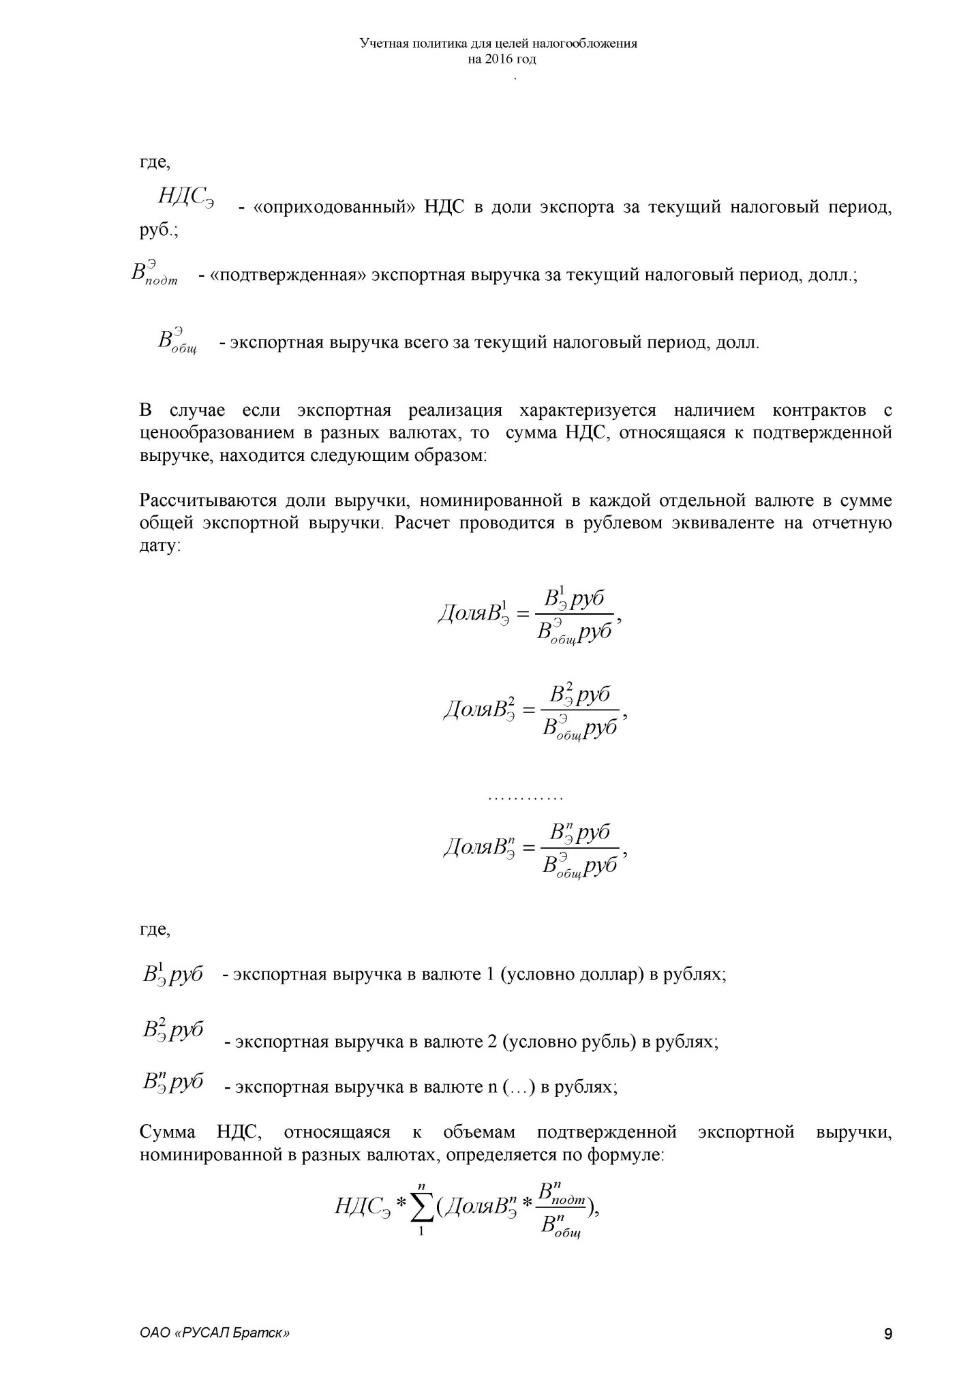 Учетная политика для целей налогообложения
на 2016 год
.
где,
НДС_Э - «оприходованный» НДС в доли экспорта за текущий налоговый период,
руб.;
В^Э_подт - «подтвержденная» экспортная выручка за текущий налоговый период, долл.;
В^Э_общ - экспортная выручка всего за текущий налоговый период, долл.
В случае если экспортная реализация характеризуется наличием контрактов с
ценообразованием в разных валютах, то сумма НДС, относящаяся к подтвержденной
выручке, находится следующим образом:
Рассчитываются доли выручки, номинированной в каждой отдельной валюте в сумме
общей экспортной выручки. Расчет проводится в рублевом эквиваленте на отчетную
дату:
ДоляВ^1_Э = В^1_Э руб / В^Э_общ руб,
ДоляВ^2_Э = В^2_Э руб / В^Э_общ руб,
…………
ДоляВ^n_Э = В^n_Э руб / В^Э_общ руб,
где,
В^1_Э руб - экспортная выручка в валюте 1 (условно доллар) в рублях;
В^2_Э руб - экспортная выручка в валюте 2 (условно рубль) в рублях;
В^n_Э руб - экспортная выручка в валюте n (…) в рублях;
Сумма НДС, относящаяся к объемам подтвержденной экспортной выручки,
номинированной в разных валютах, определяется по формуле:
НДС_Э * ∑_1^n (ДоляВ^n_Э * В^n_подт / В^n_общ),
ОАО «РУСАЛ Братск» 9